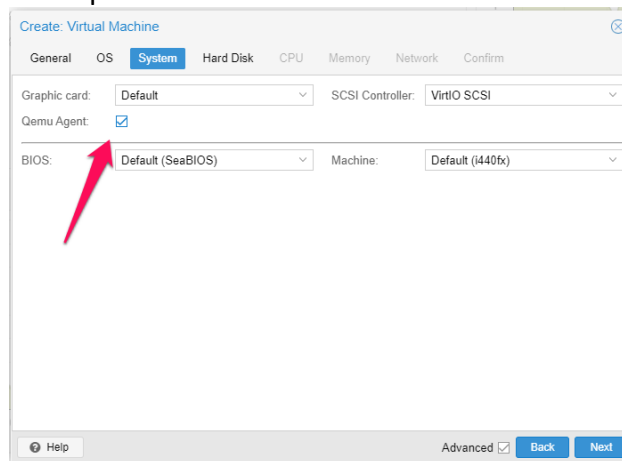 Create: Virtual Machine
General OS System Hard Disk CPU Memory Network Confirm
Graphic card: Default SCSI Controller: VirtIO SCSI
Qemu Agent:
BIOS: Default (SeaBIOS) Machine: Default (i440fx)
Help Advanced Back Next